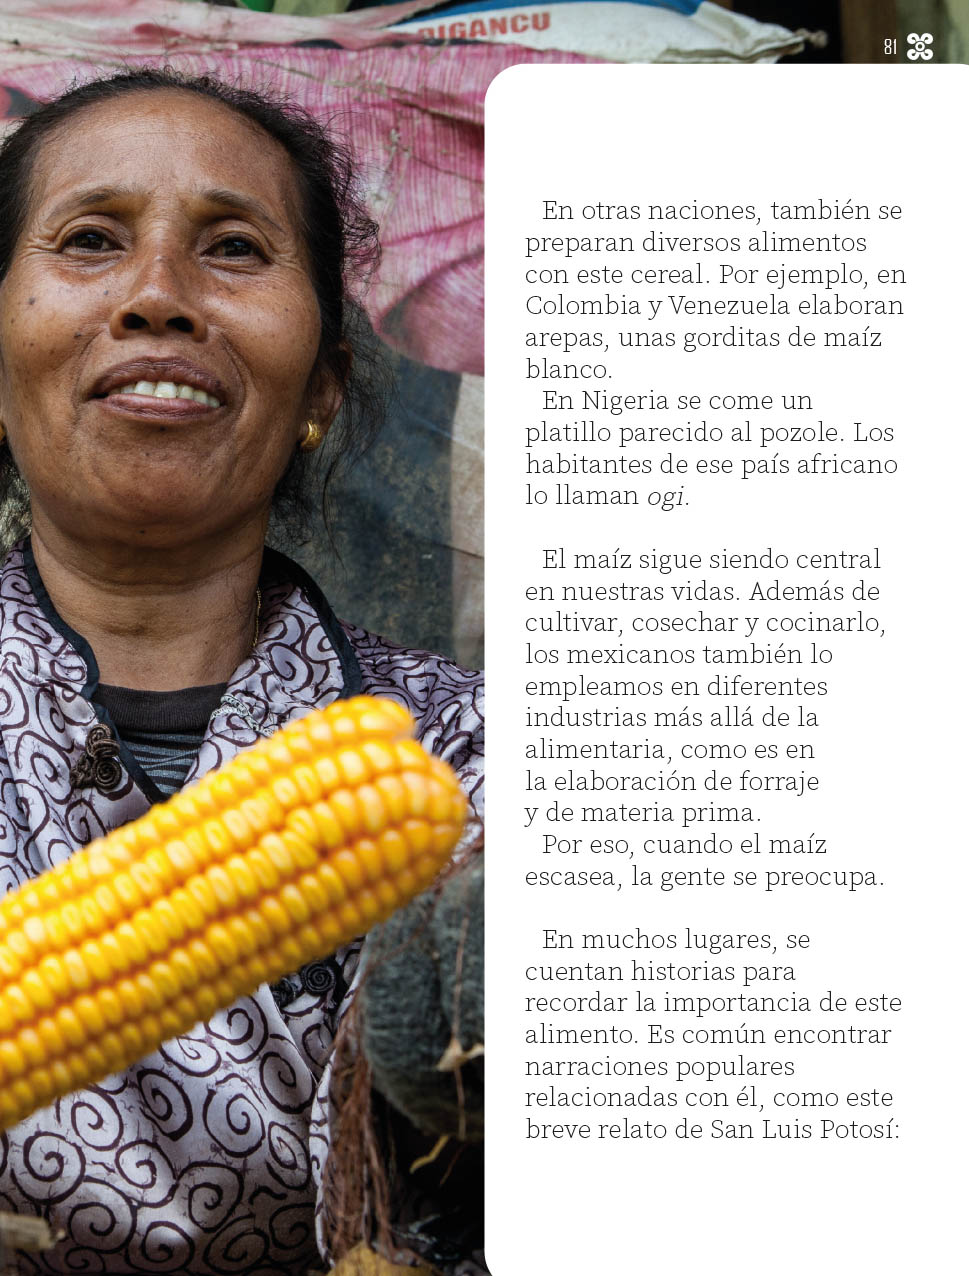 DIGANCU
81
En otras naciones, también se
preparan diversos alimentos
con este cereal. Por ejemplo, en
Colombia y Venezuela elaboran
arepas, unas gorditas de maíz
blanco.
En Nigeria se come un
platillo parecido al pozole. Los
habitantes de ese país africano
lo llaman ogi.
El maíz sigue siendo central
en nuestras vidas. Además de
cultivar, cosechar y cocinarlo,
los mexicanos también lo
empleamos en diferentes
industrias más allá de la
alimentaria, como es en
la elaboración de forraje
y de materia prima.
Por eso, cuando el maíz
escasea, la gente se preocupa.
En muchos lugares, se
cuentan historias para
recordar la importancia de este
alimento. Es común encontrar
narraciones populares
relacionadas con él, como este
breve relato de San Luis Potosí: